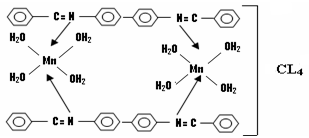 C=N N=C
H₂O OH₂ H₂O OH₂
Mn Mn CL₄
H₂O OH₂ H₂O OH₂
C=N N=C